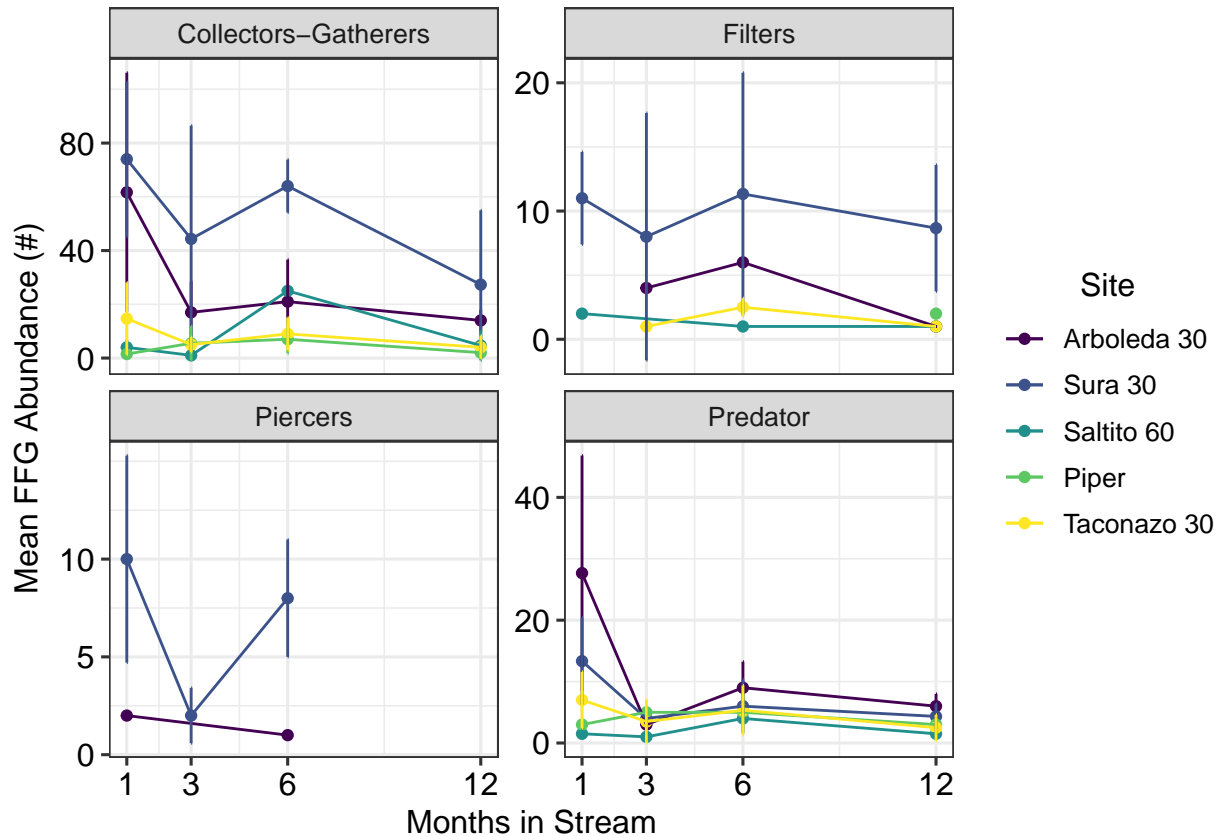 Collectors−Gatherers
Filters
80
40
0
20
10
0
Piercers
Predator
10
5
0
40
20
0
1 3 6 12
1 3 6 12
Months in Stream
Mean FFG Abundance (#)
Site
Arboleda 30
Sura 30
Saltito 60
Piper
Taconazo 30